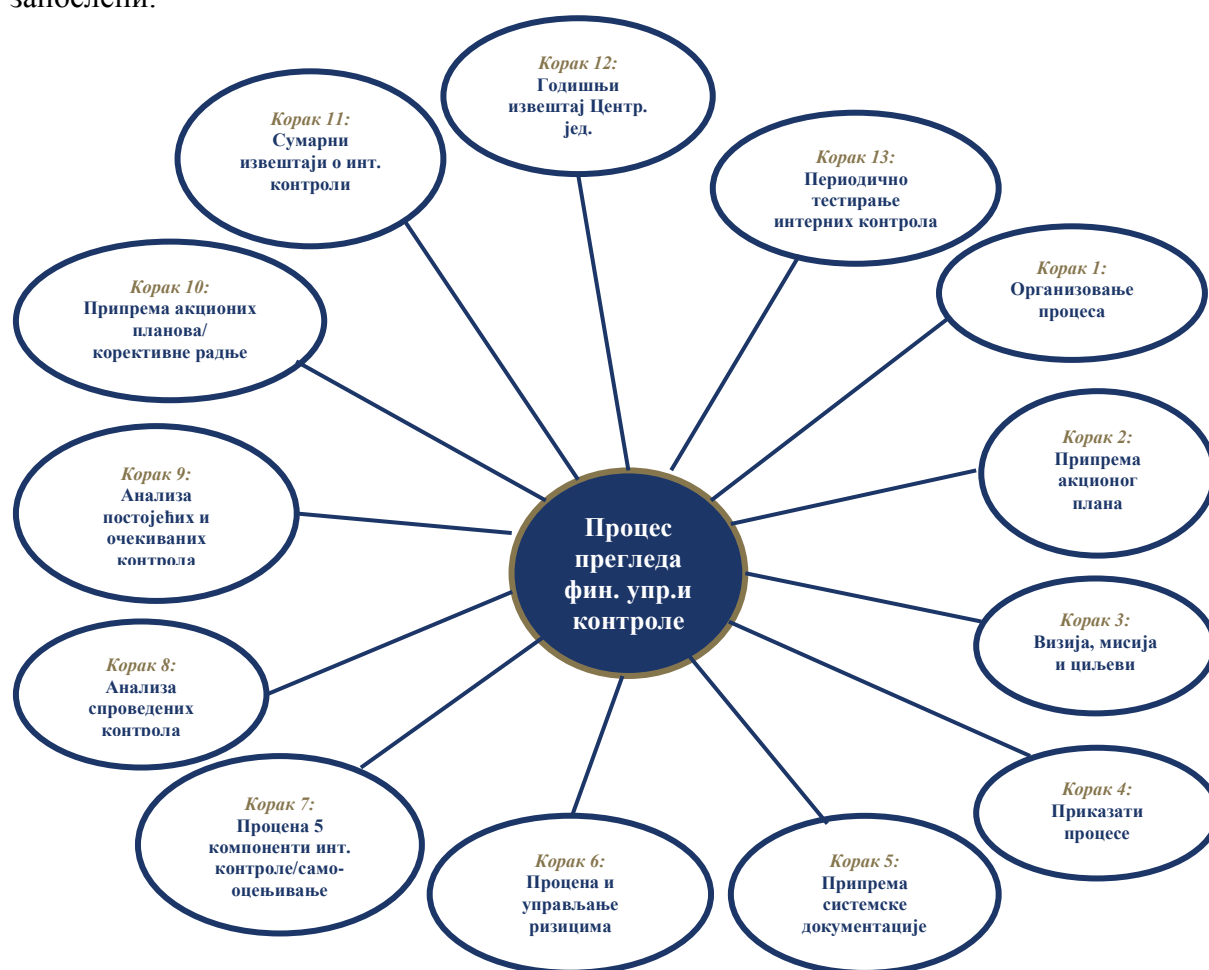 запослени.
Корак 12:
Годишњи
извештај Центр.
јед.
Корак 11:
Сумарни
извештаји о инт.
контроли
Корак 13:
Периодично
тестирање
интерних контрола
Корак 1:
Организовање
процеса
Корак 10:
Припрема акционих
планова/
корективне радње
Корак 2:
Припрема
акционог
плана
Корак 9:
Анализа
постојећих и
очекиваних
контрола
Процес
прегледа
фин. упр.и
контроле
Корак 3:
Визија, мисија
и циљеви
Корак 8:
Анализа
спроведених
контрола
Корак 4:
Приказати
процесе
Корак 7:
Процена 5
компоненти инт.
контроле/само-
оцењивање
Корак 6:
Процена и
управљање
ризицима
Корак 5:
Припрема
системске
документације